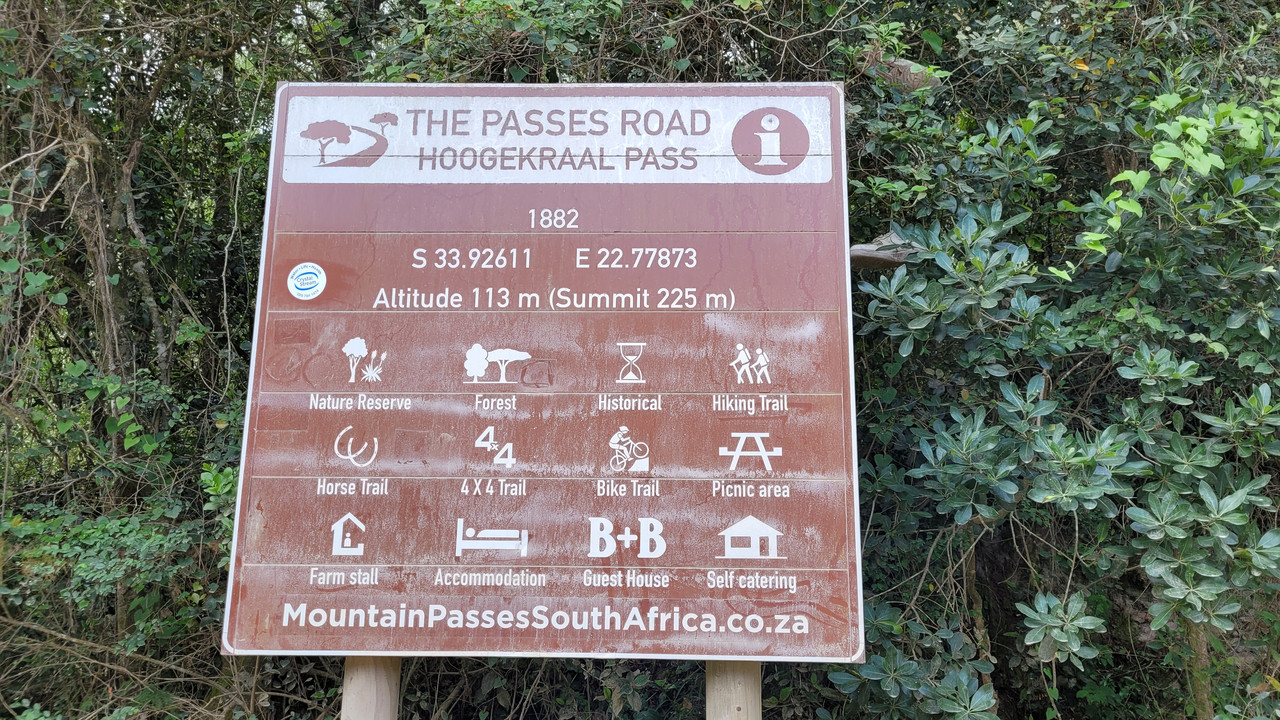 THE PASSES ROAD
HOOGEKRAAL PASS
i
1882
S 33.92611 E 22.77873
Crystal
Stream
Altitude 113 m (Summit 225 m)
Nature Reserve Forest Historical Hiking Trail
4x4
Horse Trail 4 X 4 Trail Bike Trail Picnic area
B+B
Farm stall Accommodation Guest House Self catering
MountainPassesSouthAfrica.co.za